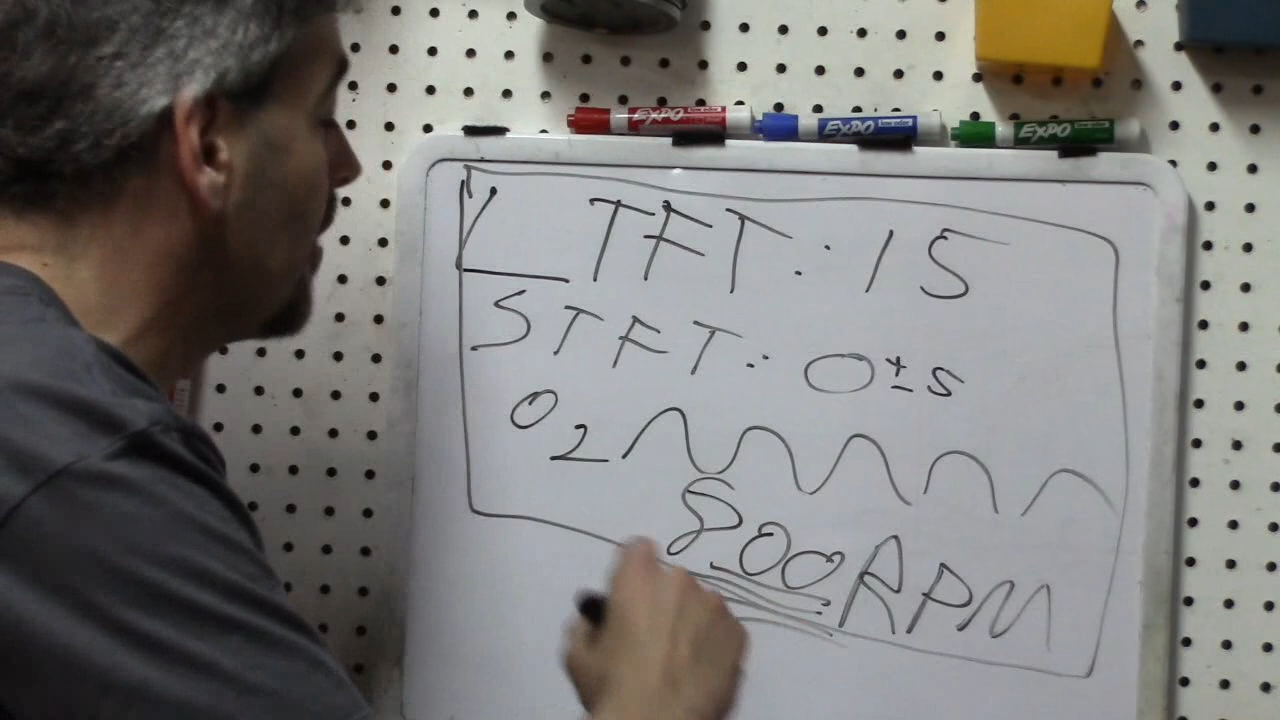 EXPO EXPO EXPO
LTFT: 15
STFT: 0±5
O2
800RPM